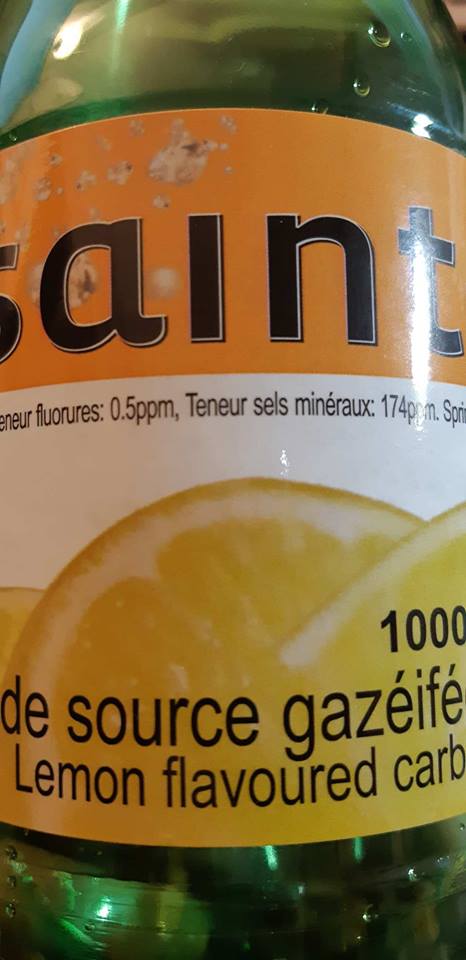 saint
eneur fluorures: 0.5ppm, Teneur sels minéraux: 174ppm. Sprin
1000
de source gazéifé
Lemon flavoured carb